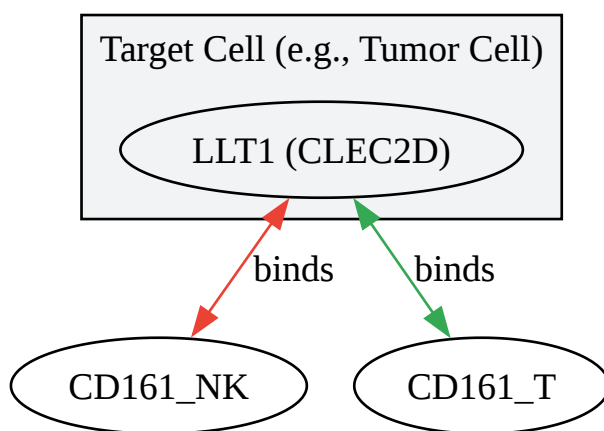 Target Cell (e.g., Tumor Cell)
LLT1 (CLEC2D)
binds
binds
CD161_NK
CD161_T